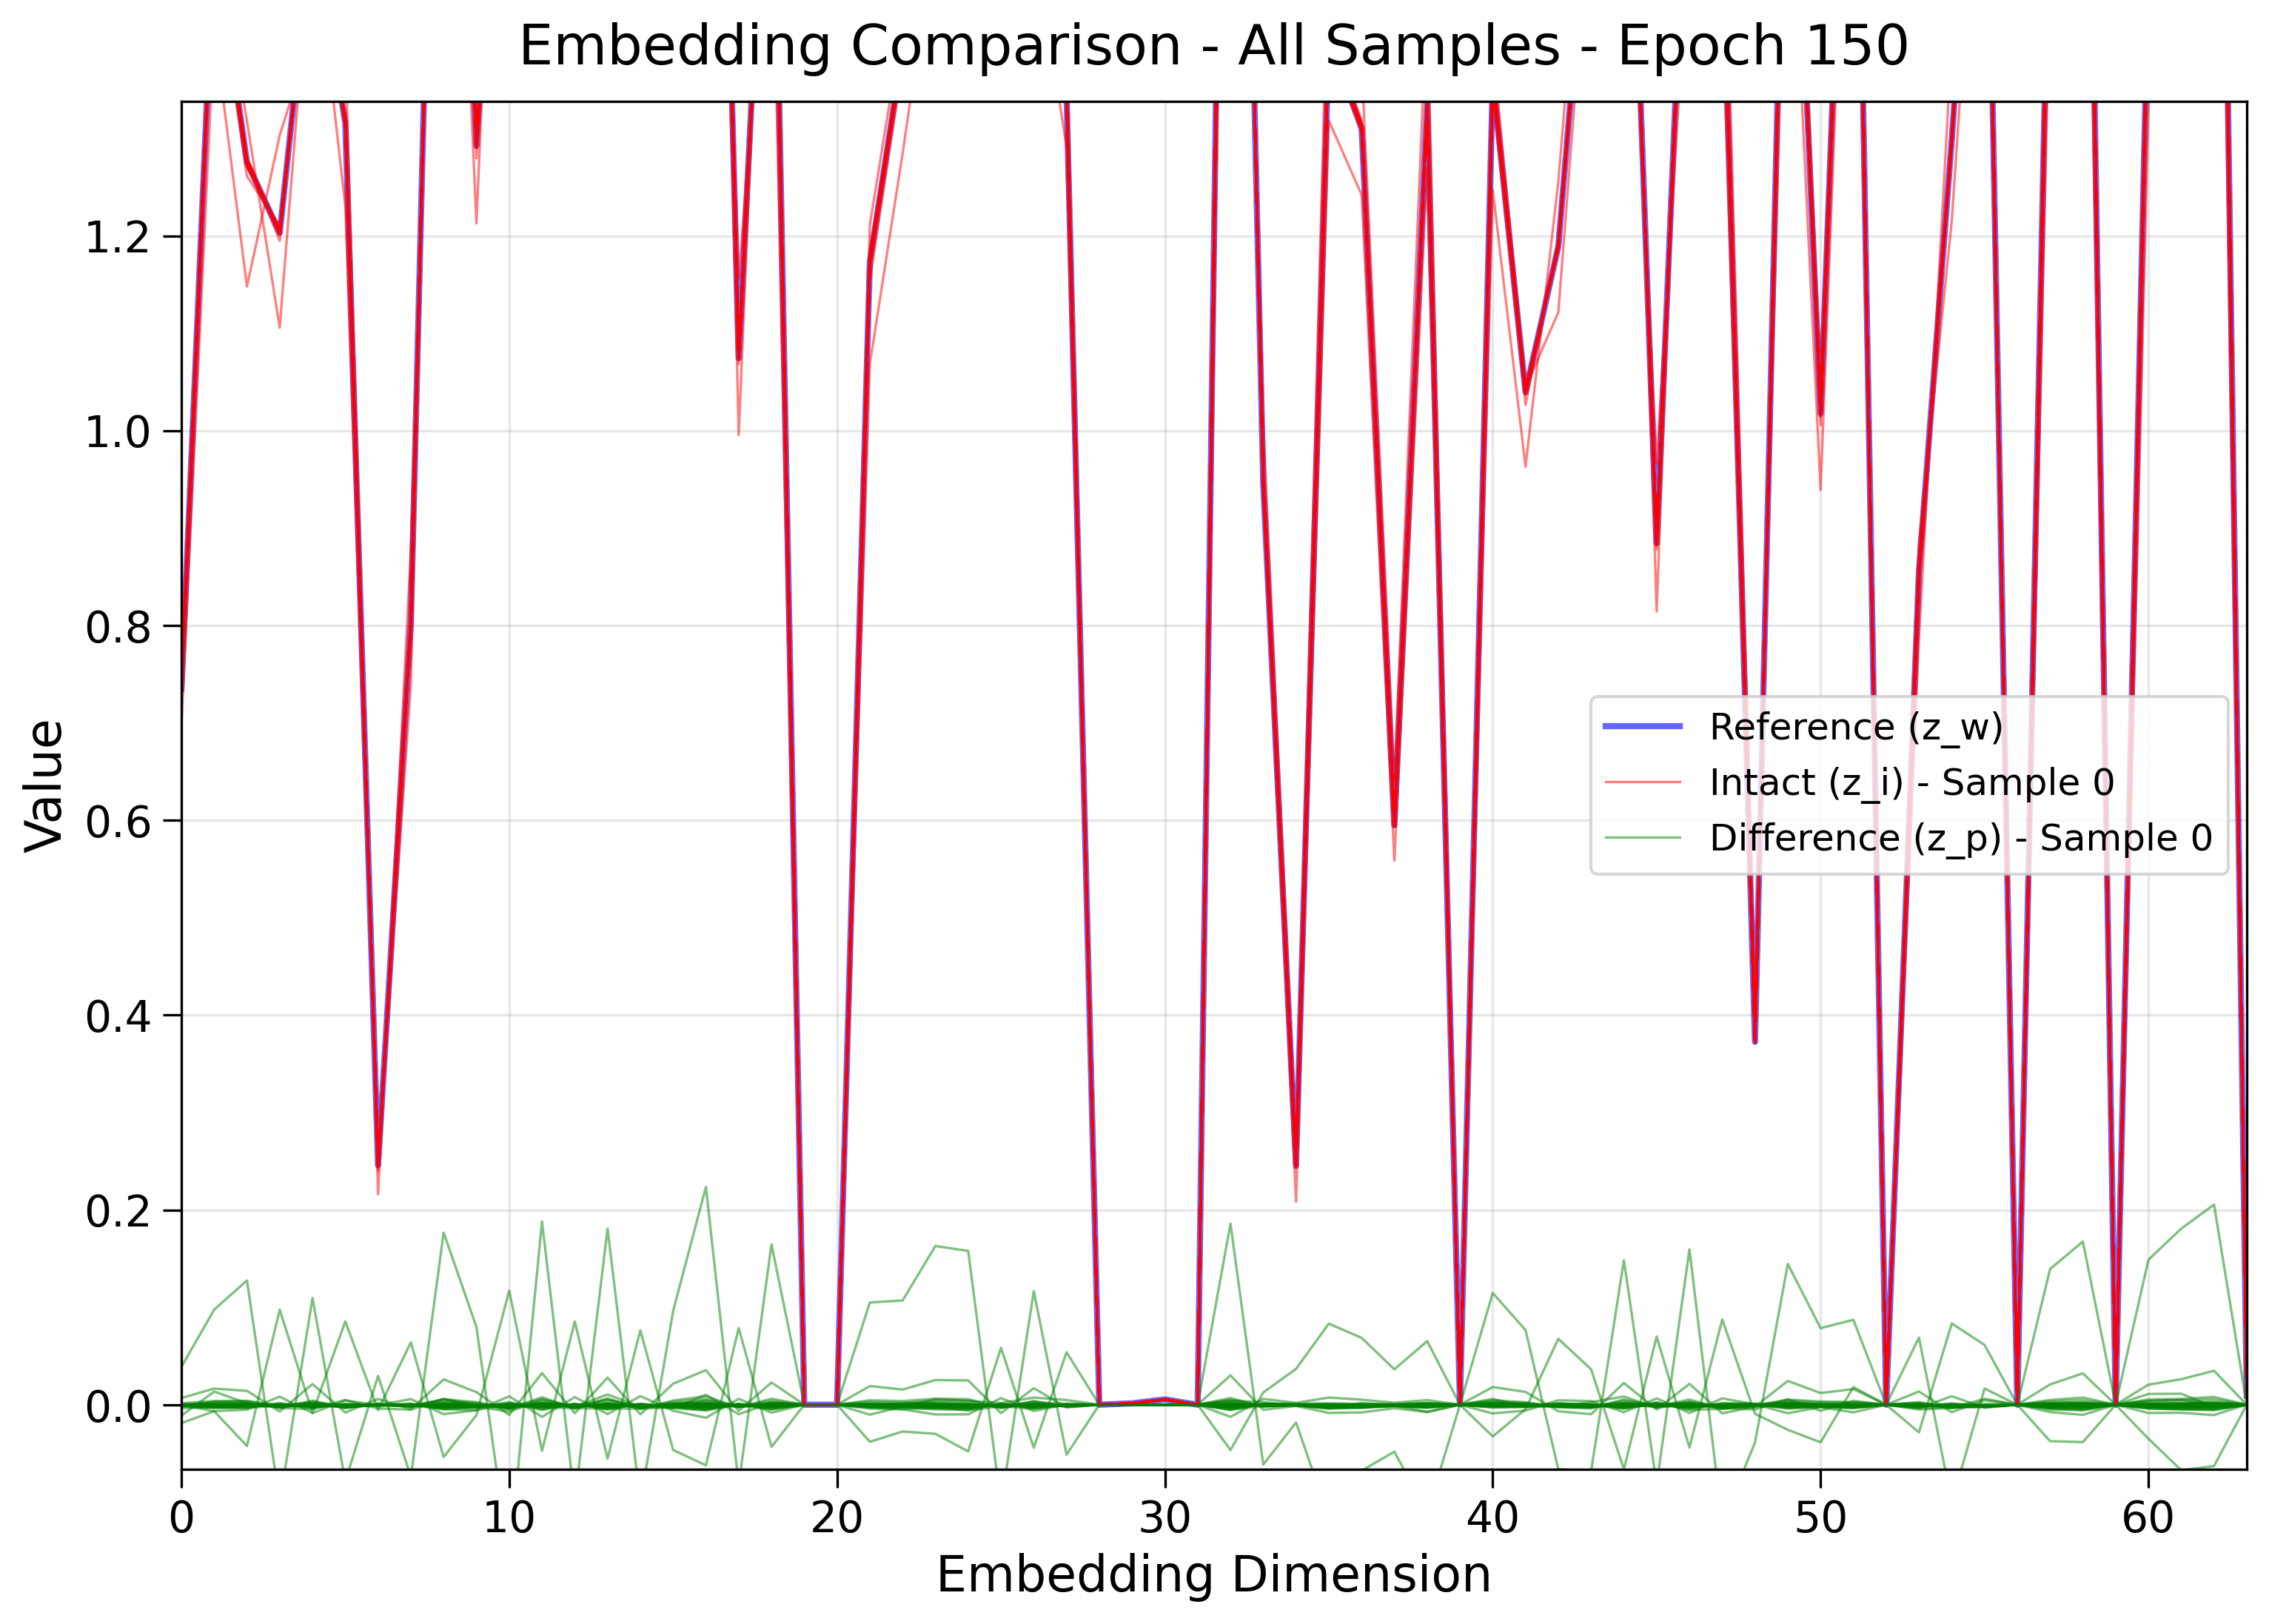 Embedding Comparison - All Samples - Epoch 150
Value
1.2
1.0
0.8
0.6
0.4
0.2
0.0
Reference (z_w)
Intact (z_i) - Sample 0
Difference (z_p) - Sample 0
0 10 20 30 40 50 60
Embedding Dimension